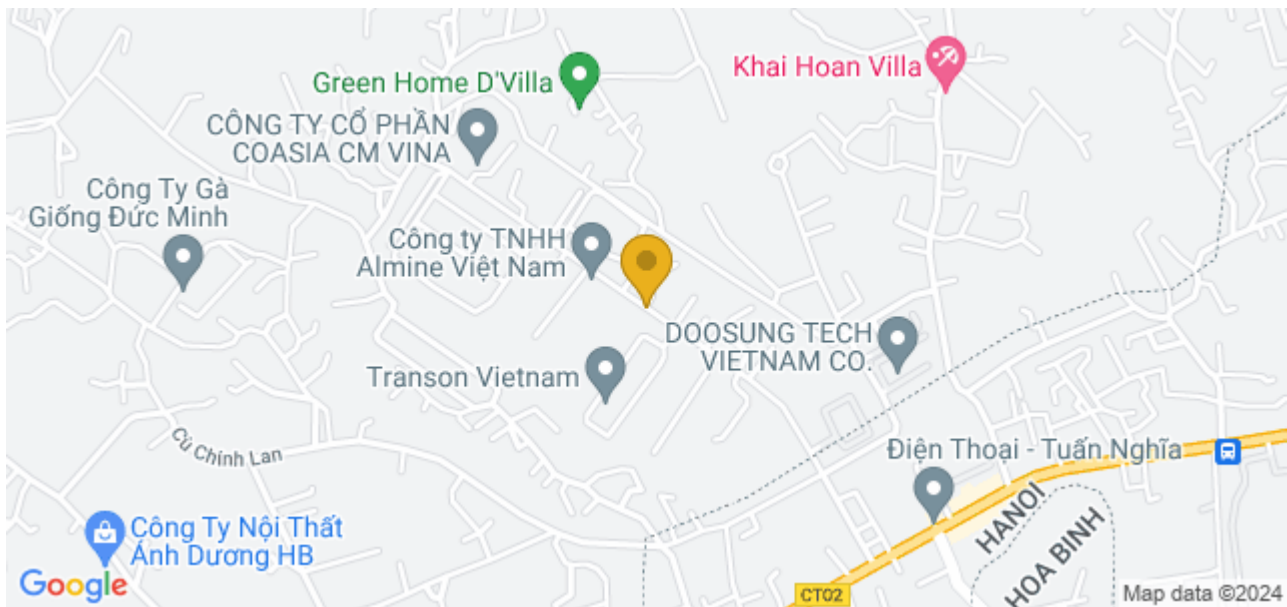 Khai Hoan Villa
Green Home D'Villa
CÔNG TY CỔ PHẦN
COASIA CM VINA
Công Ty Gà
Giống Đức Minh
Công ty TNHH
Almine Việt Nam
DOOSUNG TECH
VIETNAM CO.
Transon Vietnam
Cù Chính Lan
Điện Thoại - Tuấn Nghĩa
HANOI
HOA BINH
Công Ty Nội Thất
Ánh Dương HB
Google
CT02
Map data ©2024